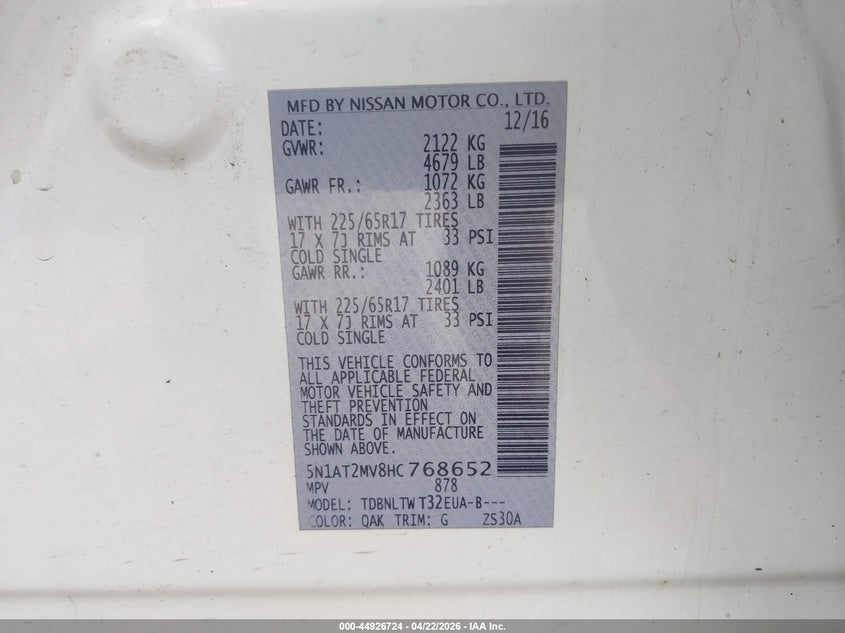 MFD BY NISSAN MOTOR CO., LTD.
DATE: 12/16
GVWR: 2122 KG
4679 LB
GAWR FR.: 1072 KG
2363 LB
WITH 225/65R17 TIRES
17 X 7J RIMS AT 33 PSI
COLD SINGLE
GAWR RR.: 1089 KG
2401 LB
WITH 225/65R17 TIRES
17 X 7J RIMS AT 33 PSI
COLD SINGLE
THIS VEHICLE CONFORMS TO
ALL APPLICABLE FEDERAL
MOTOR VEHICLE SAFETY AND
THEFT PREVENTION
STANDARDS IN EFFECT ON
THE DATE OF MANUFACTURE
SHOWN ABOVE.
5N1AT2MV8HC768652
MPV 878
MODEL: TDBNLTW T32EUA-B---
COLOR: QAK TRIM: G ZS30A
000-44926724 - 04/22/2026 - IAA Inc.